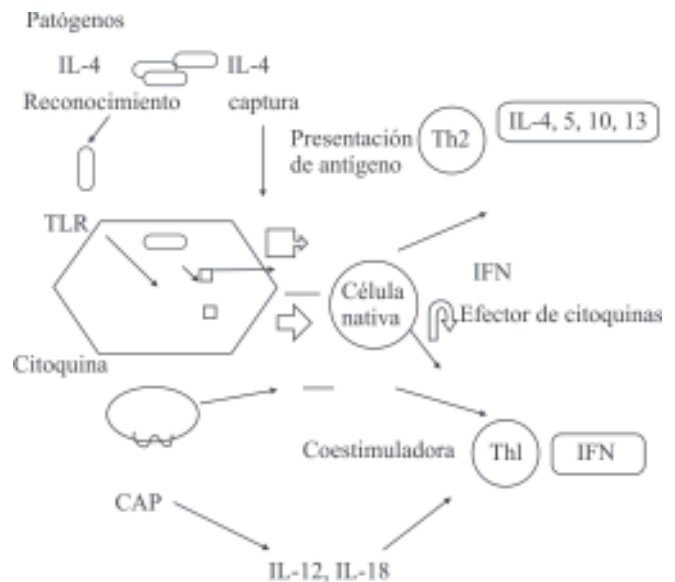 Patógenos
IL-4
IL-4
Reconocimiento
captura
Presentación
de antígeno
Th2
IL-4, 5, 10, 13
TLR
IFN
Célula
nativa
Efector de citoquinas
Citoquina
Coestimuladora
Thl
IFN
CAP
IL-12, IL-18